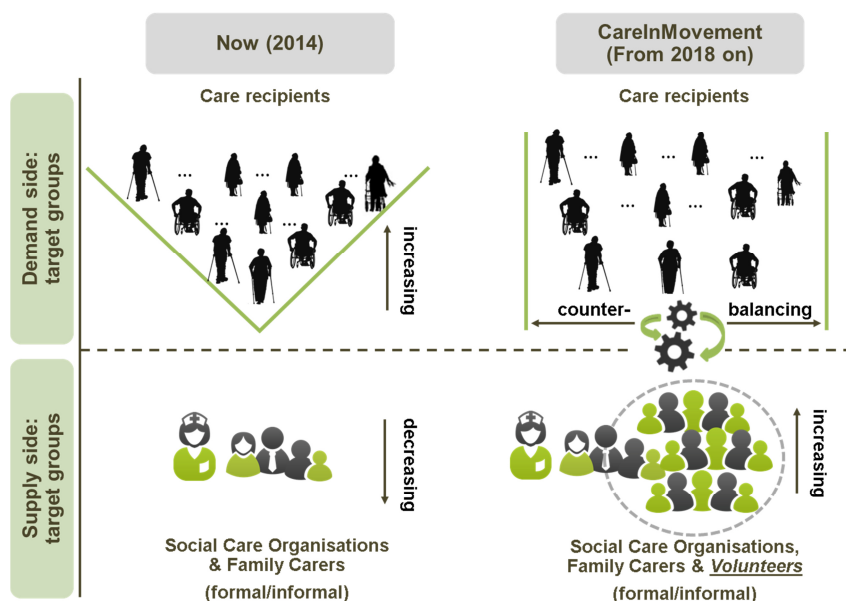 Now (2014)
CareInMovement
(From 2018 on)
Demand side:
target groups
Care recipients
... ... ...
... ...
increasing
Care recipients
... ... ...
... ...
counter-
balancing
Supply side:
target groups
decreasing
Social Care Organisations
& Family Carers
(formal/informal)
increasing
Social Care Organisations,
Family Carers & Volunteers
(formal/informal)